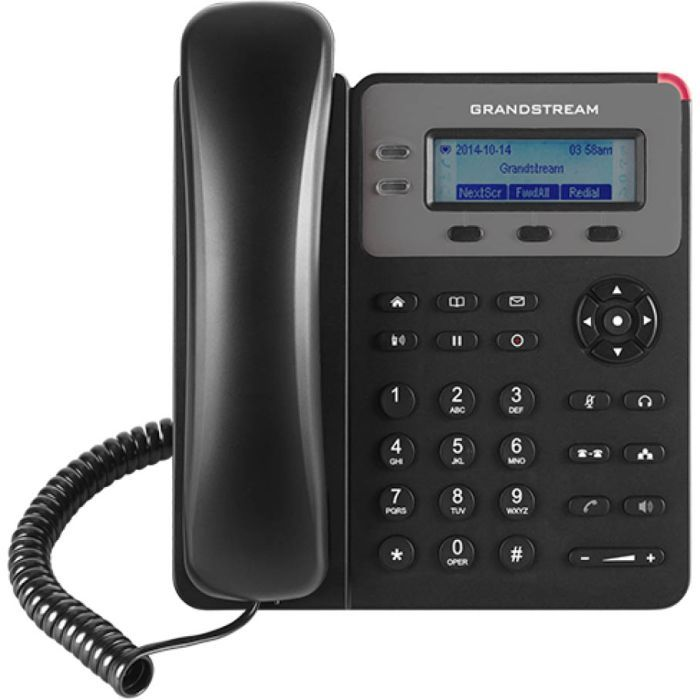 GRANDSTREAM
2014-10-14 03:58am
Grandstream
NextScr FwdAll Redial
1
2 ABC
3 DEF
4 GHI
5 JKL
6 MNO
7 PQRS
8 TUV
9 WXYZ
*
0 OPER
#
- +